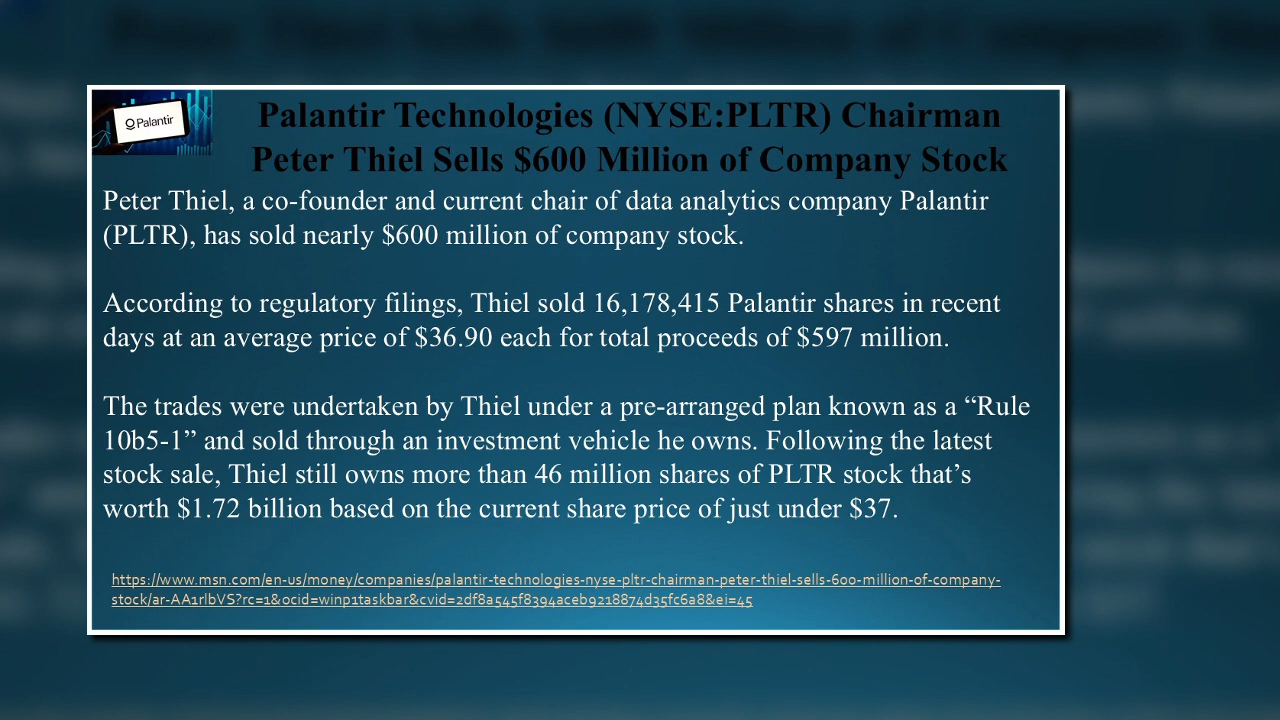 Palantir
Palantir Technologies (NYSE:PLTR) Chairman
Peter Thiel Sells $600 Million of Company Stock
Peter Thiel, a co-founder and current chair of data analytics company Palantir
(PLTR), has sold nearly $600 million of company stock.
According to regulatory filings, Thiel sold 16,178,415 Palantir shares in recent
days at an average price of $36.90 each for total proceeds of $597 million.
The trades were undertaken by Thiel under a pre-arranged plan known as a “Rule
10b5-1” and sold through an investment vehicle he owns. Following the latest
stock sale, Thiel still owns more than 46 million shares of PLTR stock that’s
worth $1.72 billion based on the current share price of just under $37.
https://www.msn.com/en-us/money/companies/palantir-technologies-nyse-pltr-chairman-peter-thiel-sells-600-million-of-company-
stock/ar-AA1rlbVS?rc=1&ocid=winp1taskbar&cvid=2df8a545f8394aceb9218874d35fc6a8&ei=45